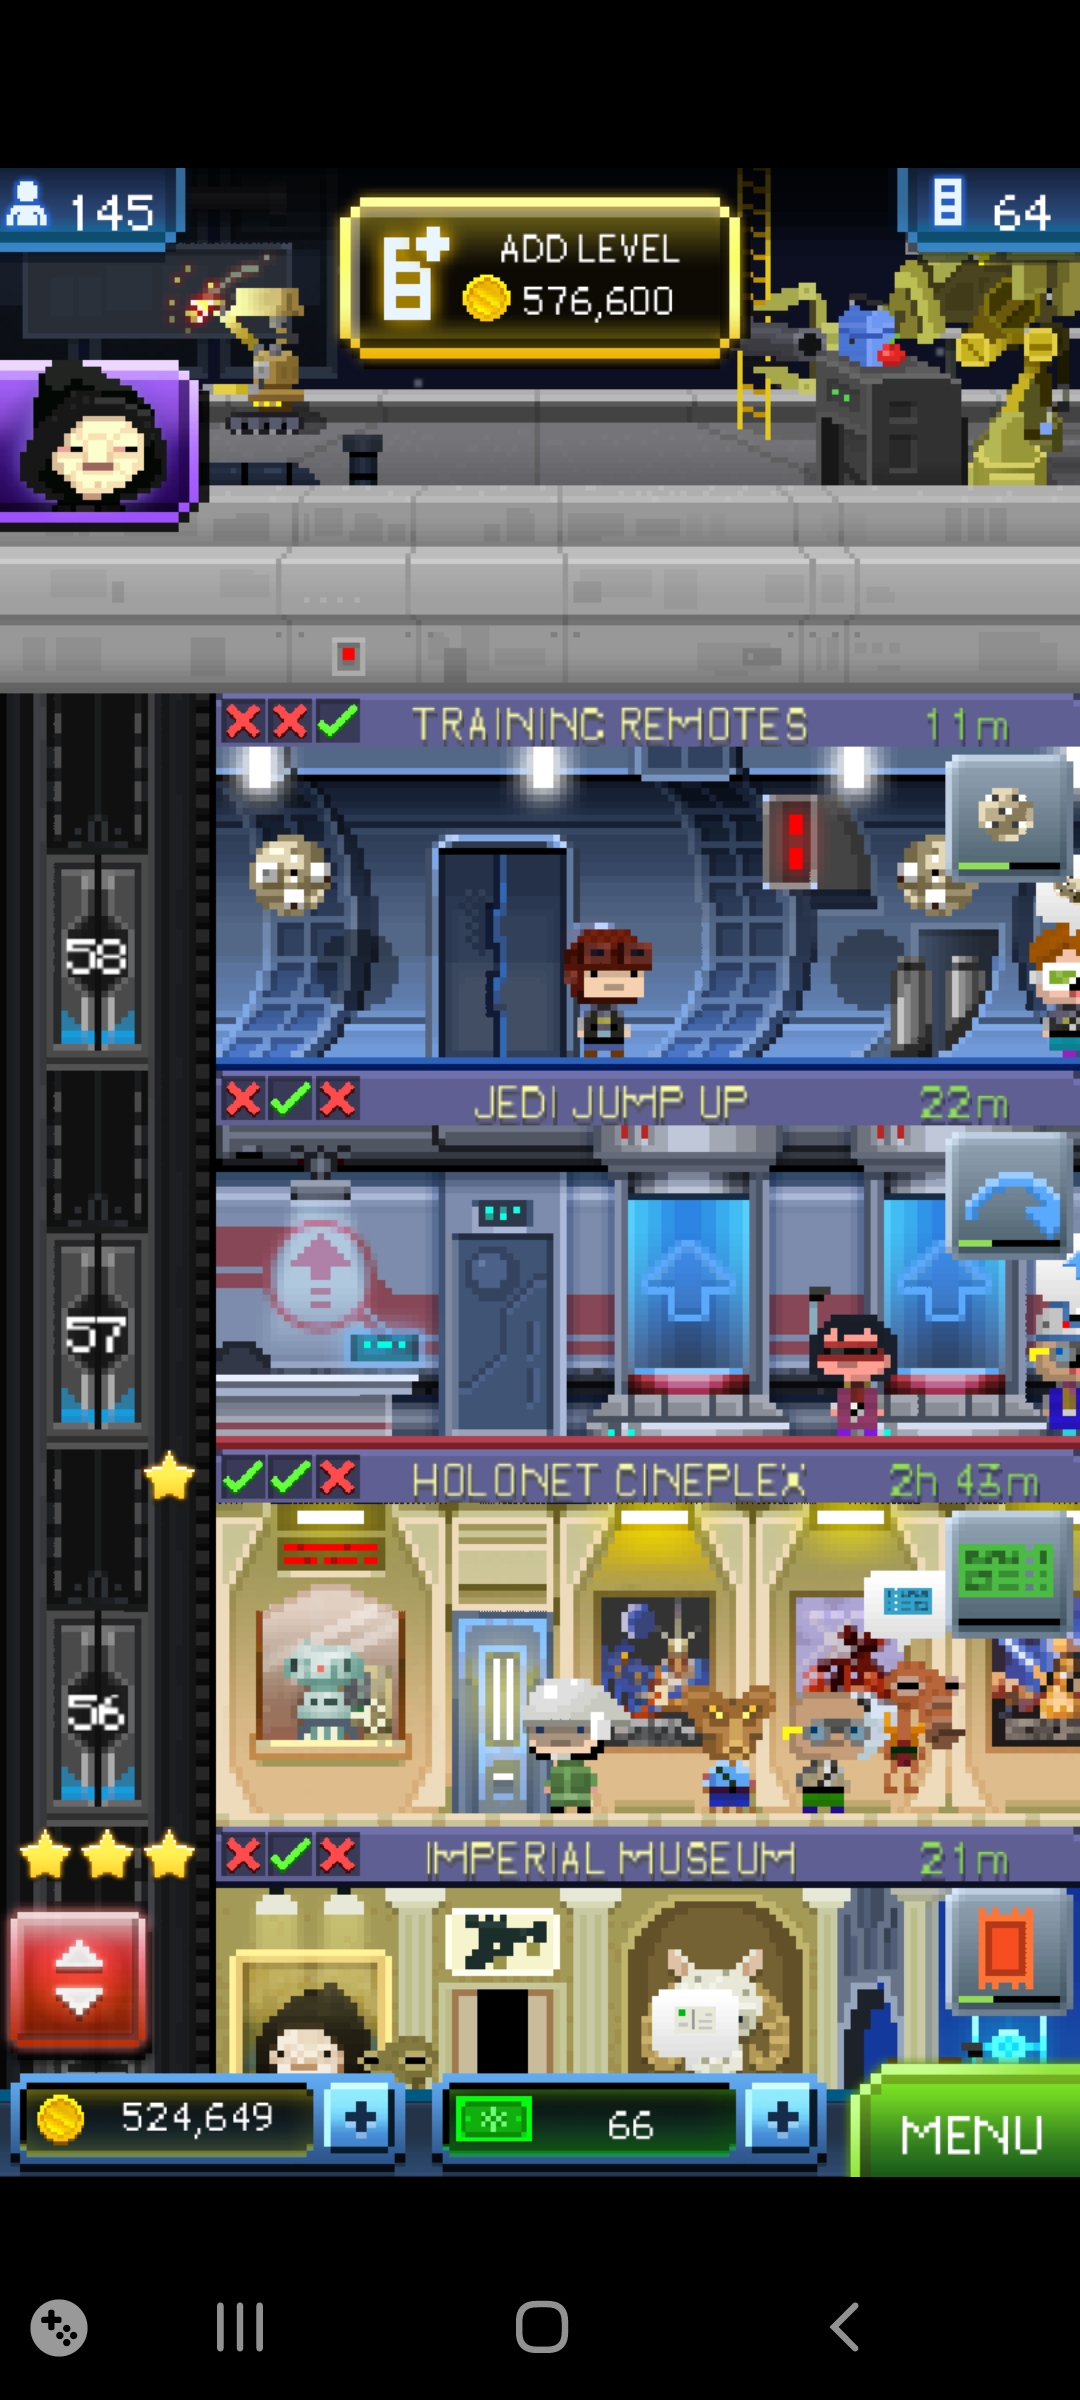 145
ADD LEVEL
576,600
64
TRAINING REMOTES 11m
58
JEDI JUMP UP 22m
57
HOLONET CINEPLEX 2h 43m
56
IMPERIAL MUSEUM 21m
524,649
66
MENU